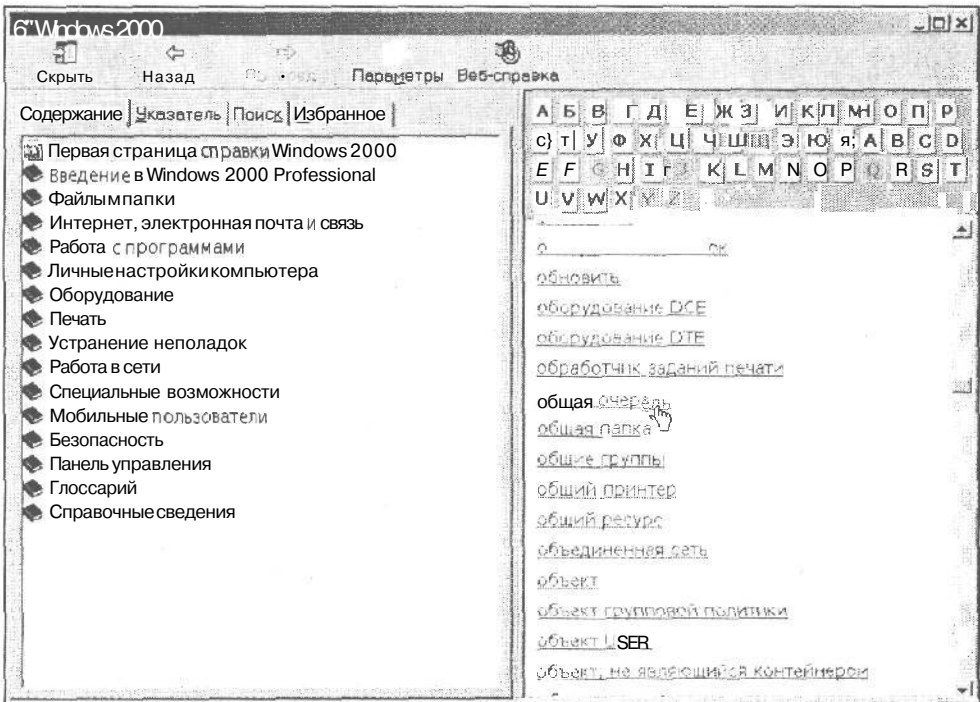 6" Wndows 2000
Скрыть Назад Параметры Веб-справка
Содержание Указатель Поиск Избранное
Первая страница справки Windows 2000
Введение в Windows 2000 Professional
Файлы м папки
Интернет, электронная почта и связь
Работа с программами
Личные настройки компьютера
Оборудование
Печать
Устранение неполадок
Работа в сети
Специальные возможности
Мобильные пользователи
Безопасность
Панель управления
Глоссарий
Справочные сведения
А Б В Г Д Е Ж З И К Л М Н О П Р
с} т У Ф Х Ц Ч Ш Э Ю я; A B C D
E F G H I r J K L M N O P Q R S T
U V W X Y Z
обновить
оборудование DCE
оборудование DTE
обработчик заданий печати
общая очередь
общая папка
общие группы
общий принтер
общий ресурс
объединенная сеть
объект
объект групповой политики
объект USER
объект, не являющийся контейнером